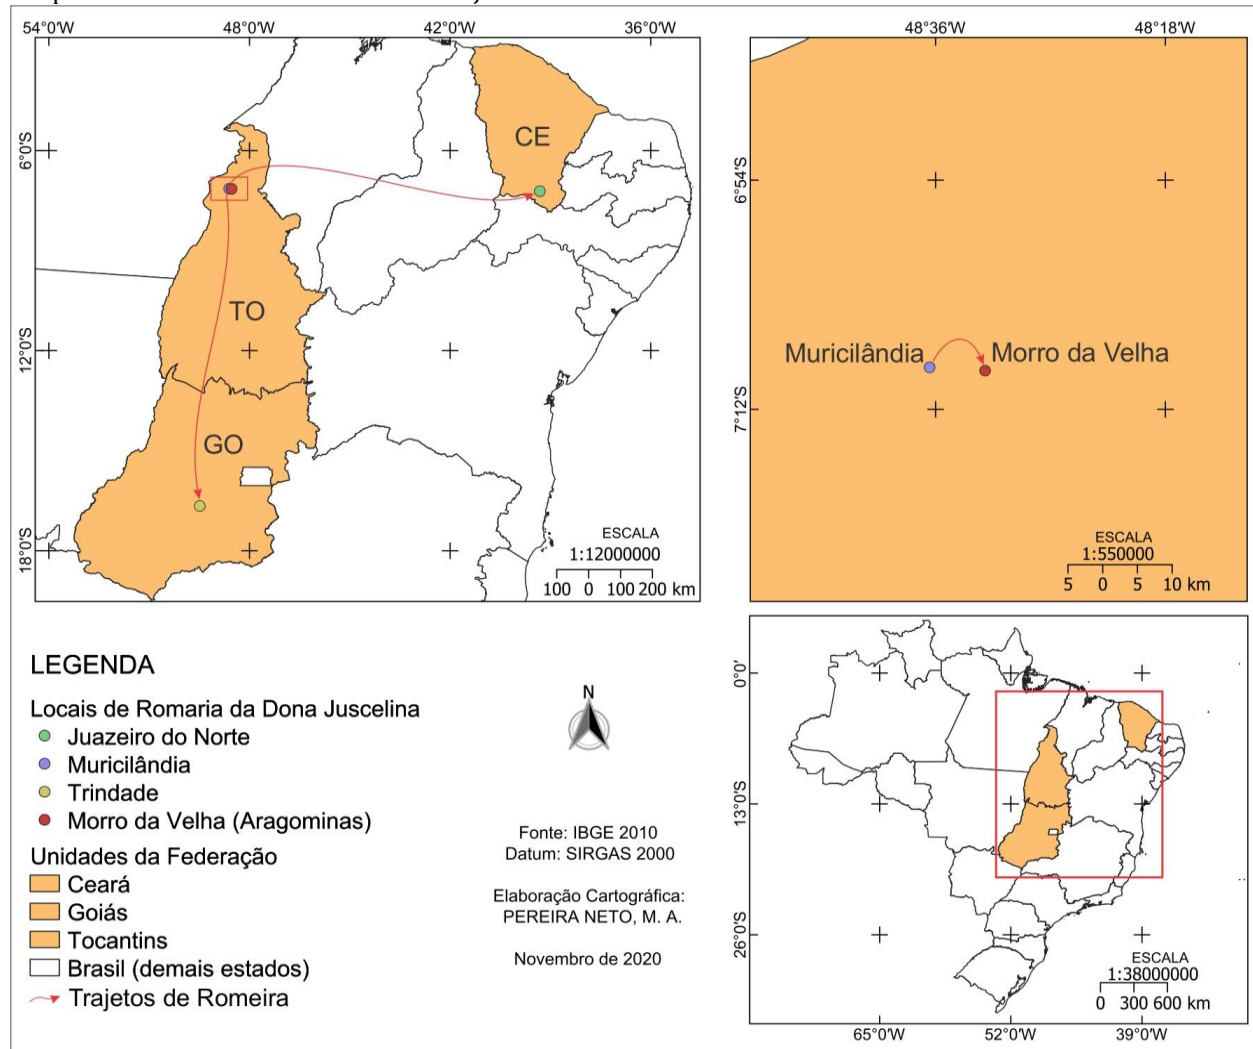 54°0'W 48°0'W 42°0'W 36°0'W
6°0'S
12°0'S
18°0'S
CE
TO
GO
ESCALA
1:12000000
100 0 100 200 km
48°36'W 48°18'W
6°54'S
7°12'S
Muricilândia
Morro da Velha
ESCALA
1:550000
5 0 5 10 km
LEGENDA
Locais de Romaria da Dona Juscelina
Juazeiro do Norte
Muricilândia
Trindade
Morro da Velha (Aragominas)
Unidades da Federação
Ceará
Goiás
Tocantins
Brasil (demais estados)
Trajetos de Romeira
N
Fonte: IBGE 2010
Datum: SIRGAS 2000
Elaboração Cartográfica:
PEREIRA NETO, M. A.
Novembro de 2020
0°0'
13°0'S
26°0'S
ESCALA
1:38000000
0 300 600 km
65°0'W 52°0'W 39°0'W